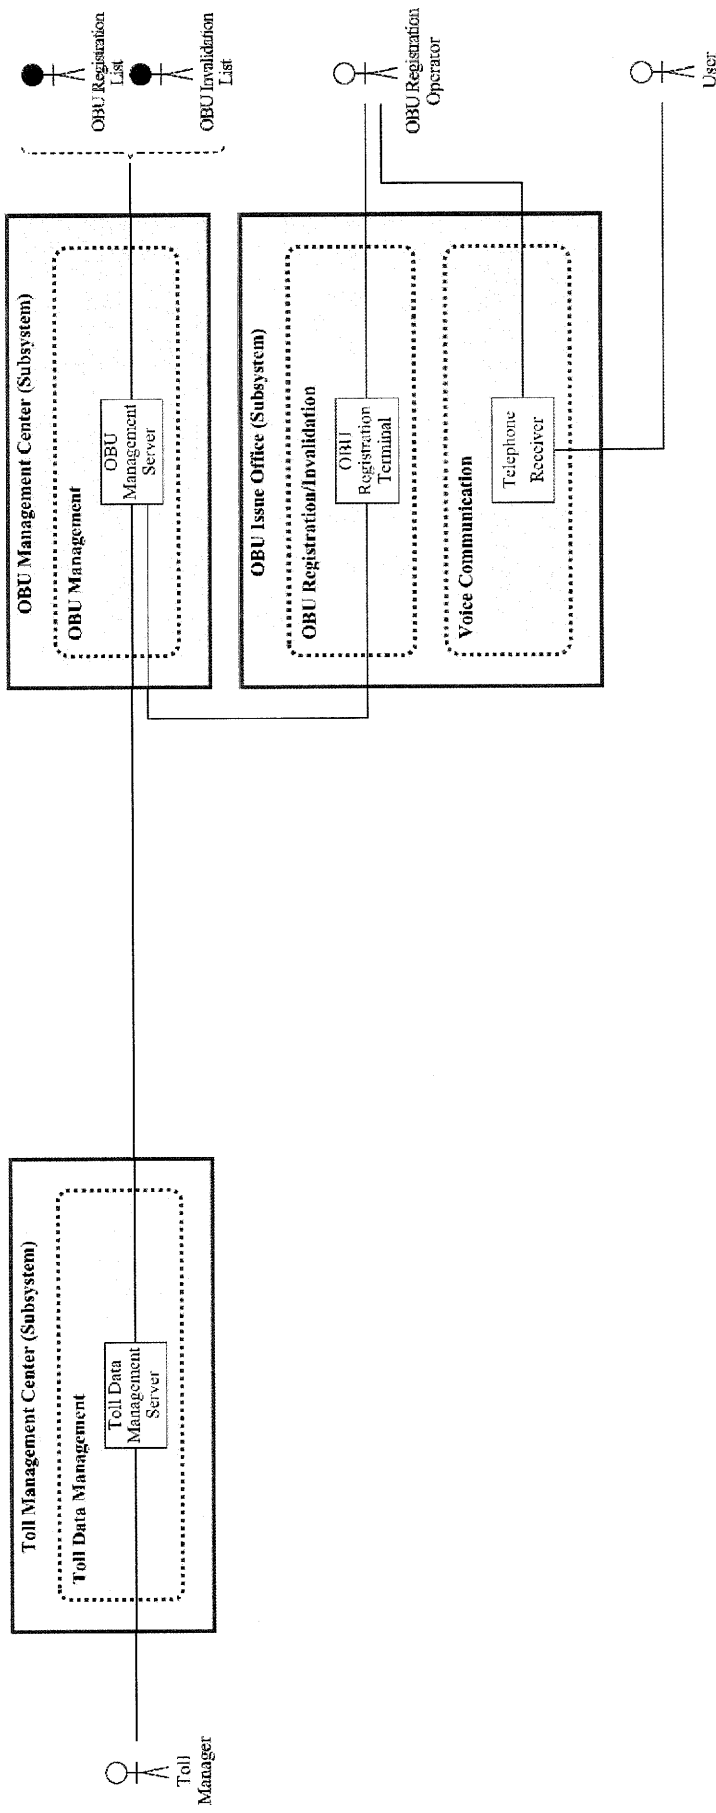 Toll
Manager
Toll Management Center (Subsystem)
Toll Data Management
Toll Data
Management
Server
OBU Management Center (Subsystem)
OBU Management
OBU
Management
Server
OBU Registration
List
OBU Invalidation
List
OBU Issue Office (Subsystem)
OBU Registration/Invalidation
OBU
Registration
Terminal
OBU Registration
Operator
Voice Communication
Telephone
Receiver
User